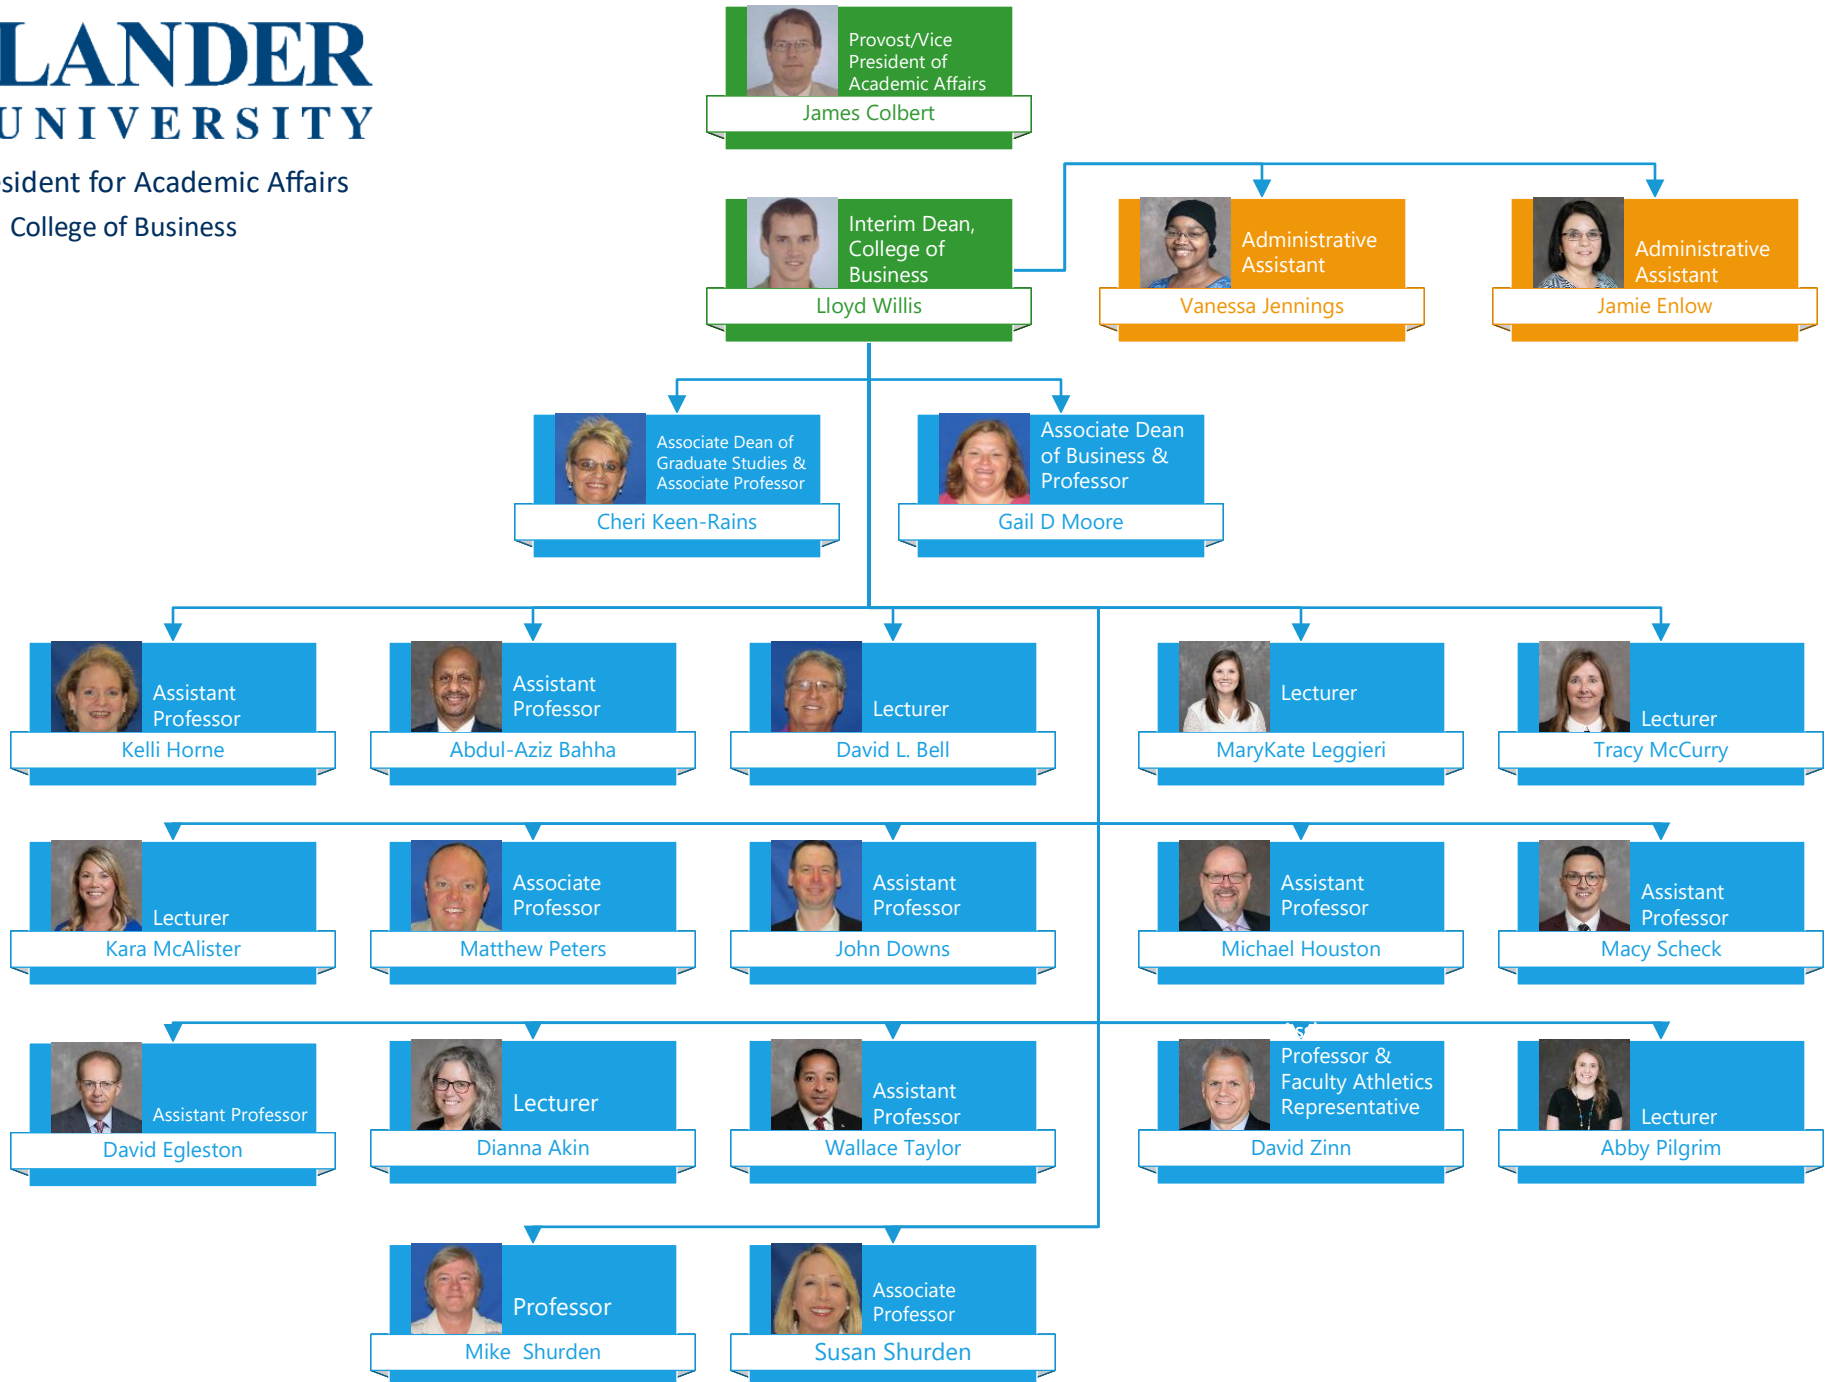 LANDER
UNIVERSITY
for Academic Affairs
College of Business
Provost/Vice
President of
Academic Affairs
James Colbert
Interim Dean,
College of
Business
Lloyd Willis
Administrative
Assistant
Vanessa Jennings
Administrative
Assistant
Jamie Enlow
Associate Dean of
Graduate Studies &
Associate Professor
Cheri Keen-Rains
Associate Dean
of Business &
Professor
Gail D Moore
Assistant
Professor
Kelli Horne
Assistant
Professor
Abdul-Aziz Bahha
Lecturer
David L. Bell
Lecturer
MaryKate Leggieri
Lecturer
Tracy McCurry
Lecturer
Kara McAlister
Associate
Professor
Matthew Peters
Assistant
Professor
John Downs
Assistant
Professor
Michael Houston
Assistant
Professor
Macy Scheck
Assistant Professor
David Egleston
Lecturer
Dianna Akin
Assistant
Professor
Wallace Taylor
Professor &
Faculty Athletics
Representative
David Zinn
Lecturer
Abby Pilgrim
Professor
Mike Shurden
Associate
Professor
Susan Shurden